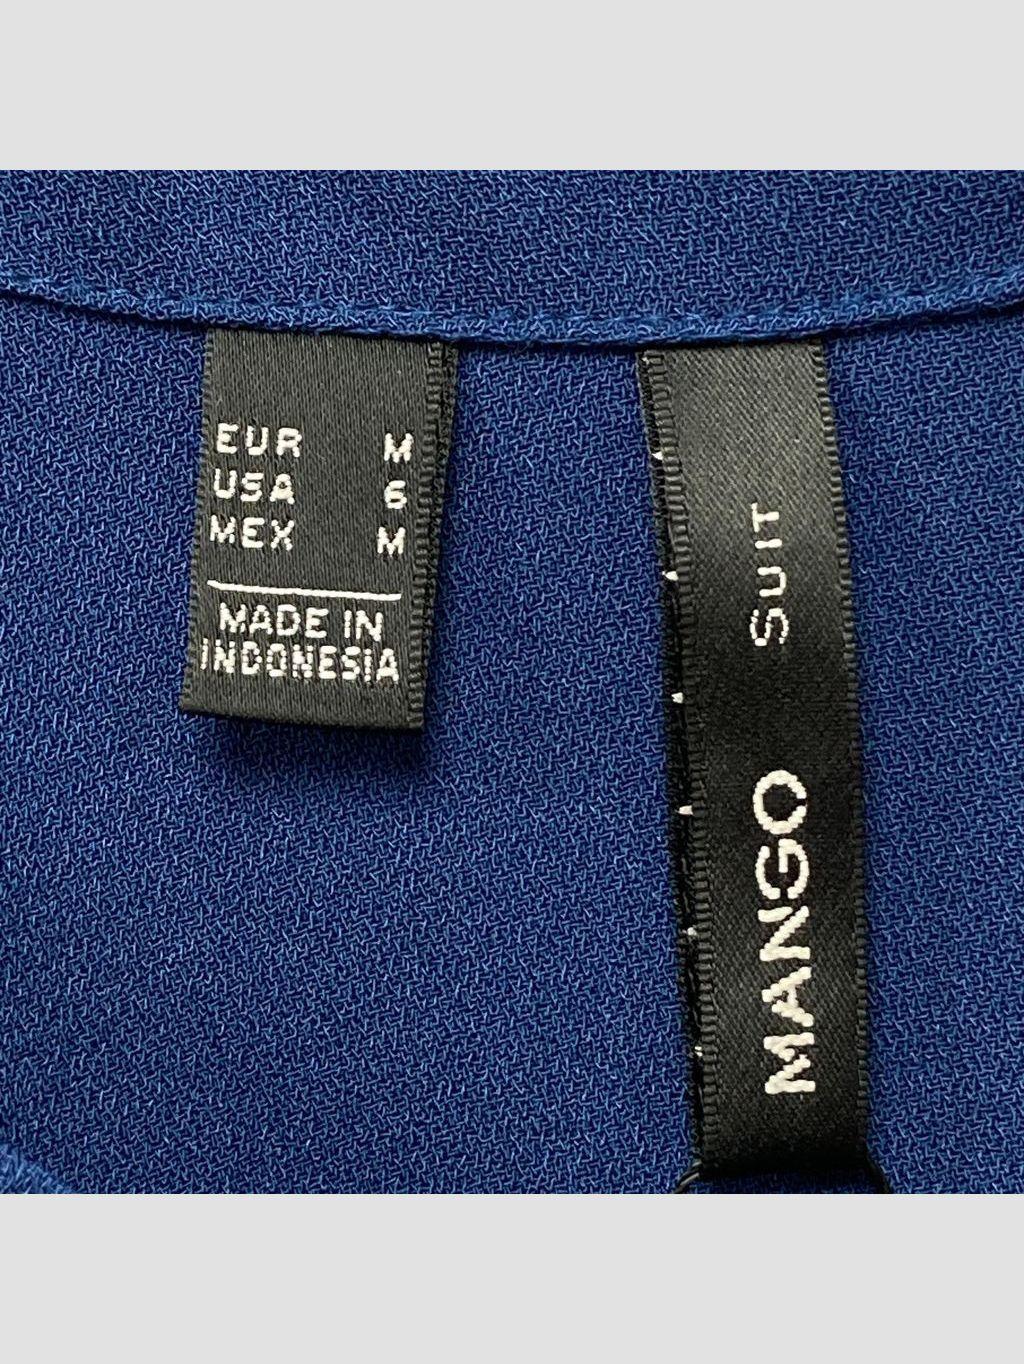 EUR M
USA 6
MEX M
MADE IN
INDONESIA
MANGO SUIT